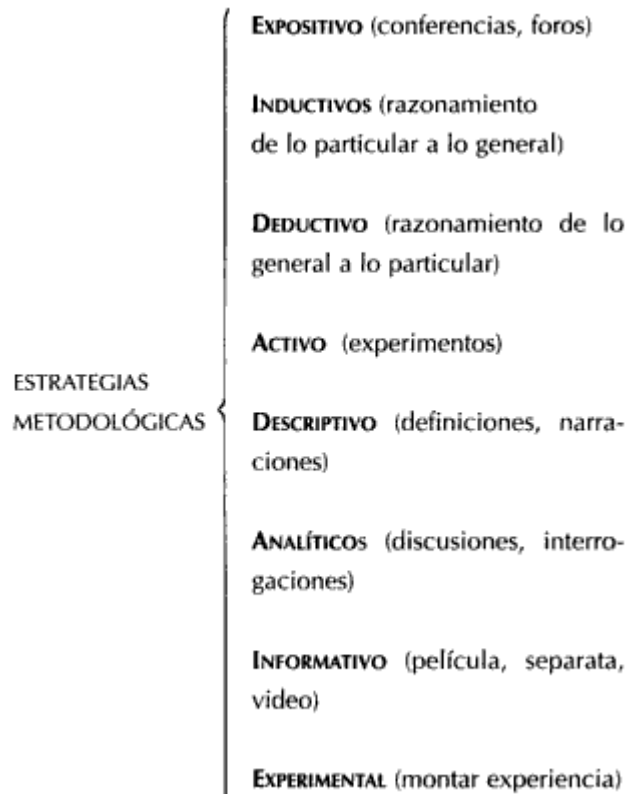 EXPOSITIVO (conferencias, foros)
INDUCTIVOS (razonamiento
de lo particular a lo general)
DEDUCTIVO (razonamiento de lo
general a lo particular)
ACTIVO (experimentos)
ESTRATEGIAS
METODOLÓGICAS
DESCRIPTIVO (definiciones, narra-
ciones)
ANALÍTICOS (discusiones, interro-
gaciones)
INFORMATIVO (película, separata,
video)
EXPERIMENTAL (montar experiencia)